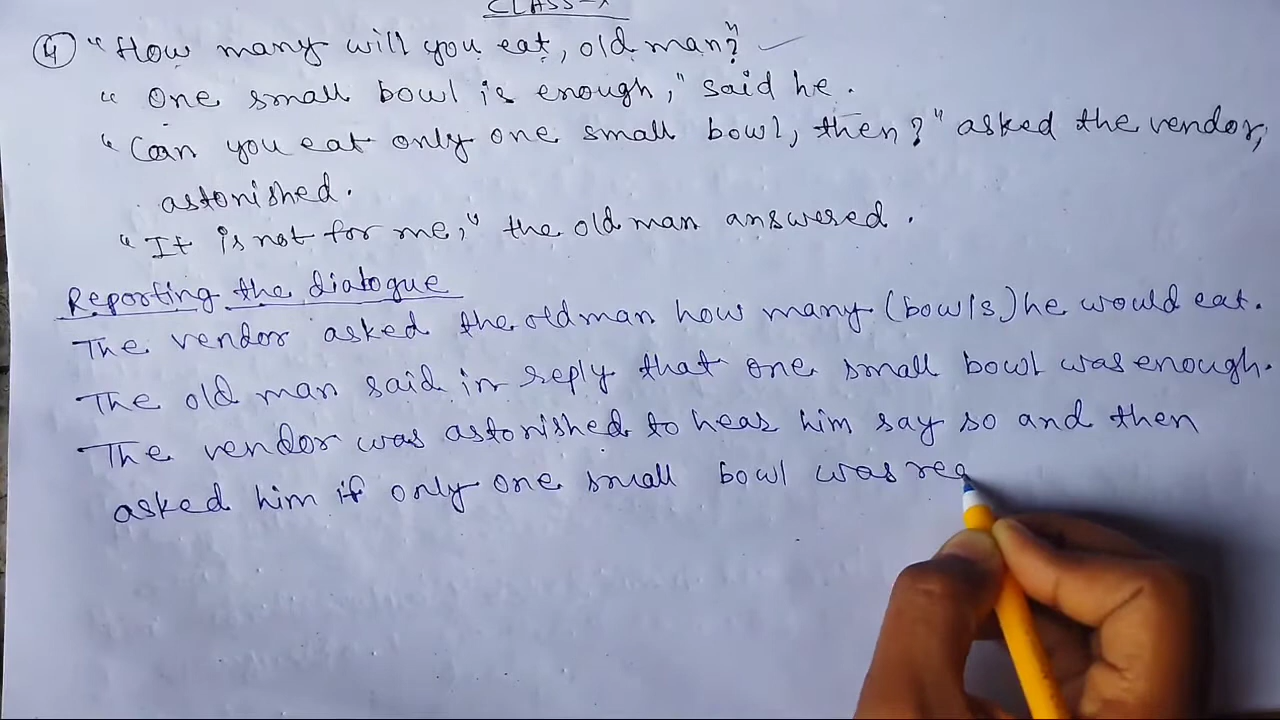 CLASS-X
④ "How many will you eat, old man?"
" One small bowl is enough," said he.
"Can you eat only one small bowl, then?" asked the vendor,
astonished.
"It is not for me," the old man answered.
Reporting the dialogue
The vendor asked the old man how many (bowls) he would eat.
The old man said in reply that one small bowl was enough.
The vendor was astonished to hear him say so and then
asked him if only one small bowl was req